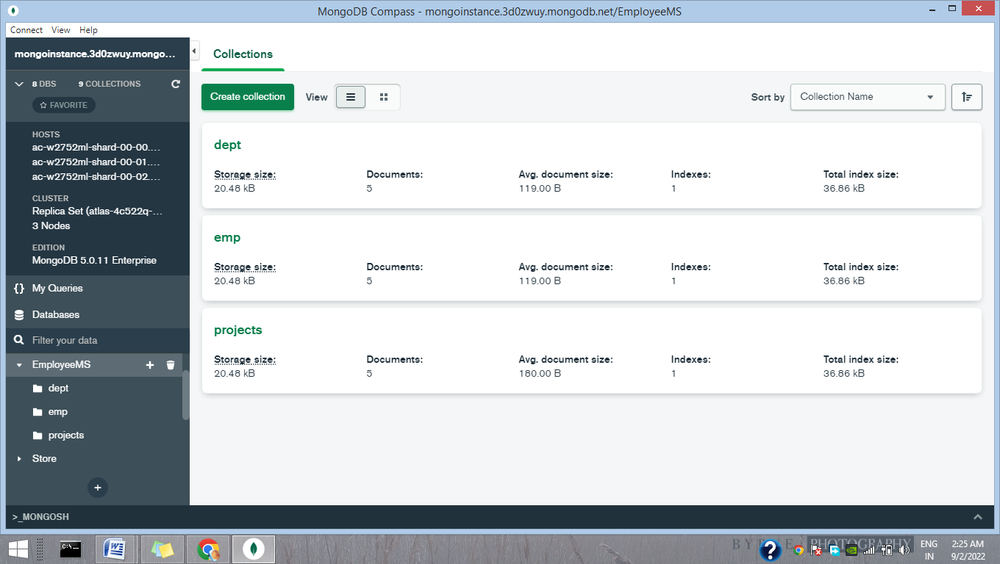 MongoDB Compass - mongoinstance.3d0zwuy.mongodb.net/EmployeeMS
Connect View Help
mongoinstance.3d0zwuy.mongo...
8 DBS 9 COLLECTIONS
FAVORITE
HOSTS
ac-w2752ml-shard-00-00....
ac-w2752ml-shard-00-01....
ac-w2752ml-shard-00-02....
CLUSTER
Replica Set (atlas-4c522q-...
3 Nodes
EDITION
MongoDB 5.0.11 Enterprise
{} My Queries
Databases
Filter your data
EmployeeMS
dept
emp
projects
Store
Collections
Create collection View Sort by Collection Name
dept
Storage size: Documents: Avg. document size: Indexes: Total index size:
20.48 kB 5 119.00 B 1 36.86 kB
emp
Storage size: Documents: Avg. document size: Indexes: Total index size:
20.48 kB 5 119.00 B 1 36.86 kB
projects
Storage size: Documents: Avg. document size: Indexes: Total index size:
20.48 kB 5 180.00 B 1 36.86 kB
>_MONGOSH
PHOTOGRAPHY
ENG 2:25 AM
IN 9/2/2022